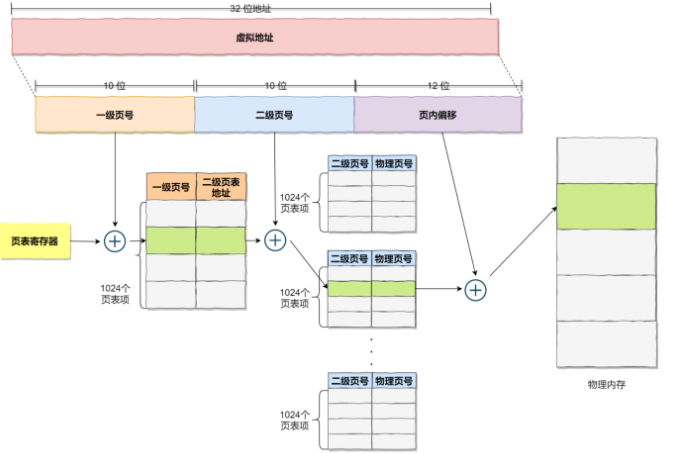 32 位地址
虚拟地址
10 位
10 位
12 位
一级页号
二级页号
页内偏移
页表寄存器
一级页号
二级页表
地址
1024个
页表项
二级页号
物理页号
1024个
页表项
二级页号
物理页号
1024个
页表项
二级页号
物理页号
1024个
页表项
物理内存